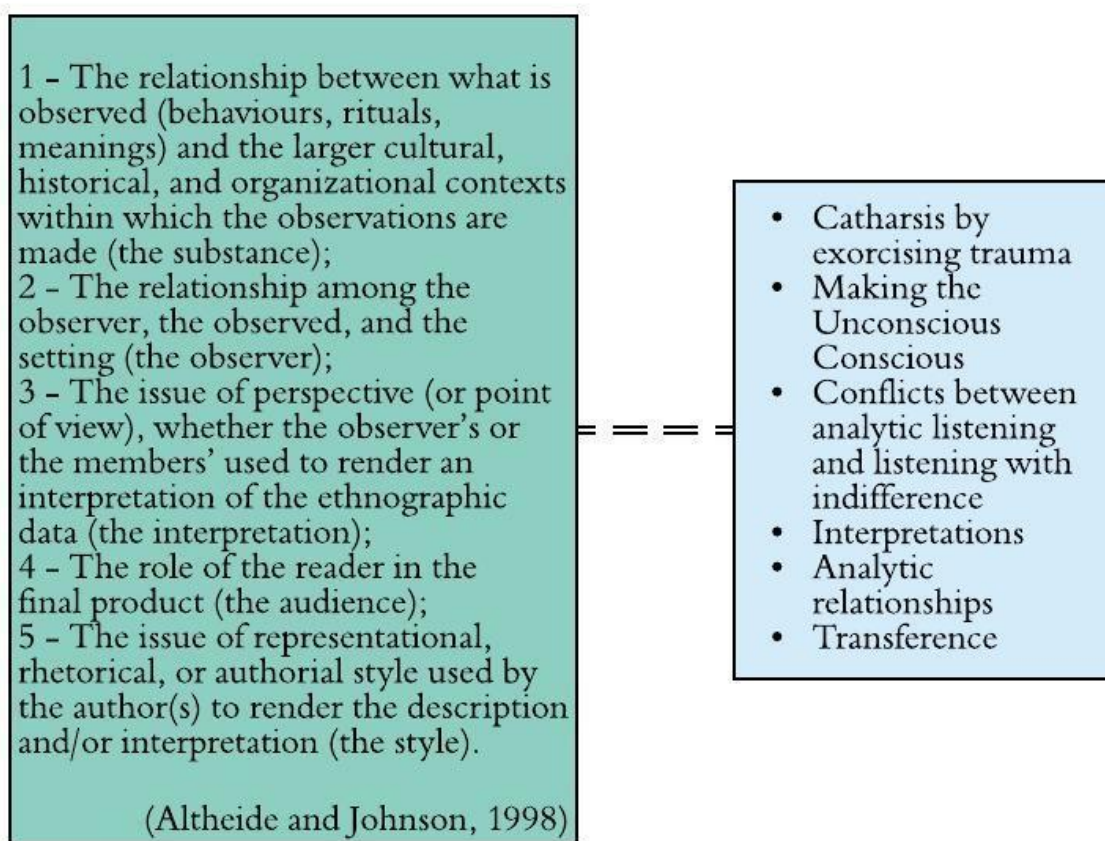 1 - The relationship between what is
observed (behaviours, rituals,
meanings) and the larger cultural,
historical, and organizational contexts
within which the observations are
made (the substance);
2 - The relationship among the
observer, the observed, and the
setting (the observer);
3 - The issue of perspective (or point
of view), whether the observer's or
the members' used to render an
interpretation of the ethnographic
data (the interpretation);
4 - The role of the reader in the
final product (the audience);
5 - The issue of representational,
rhetorical, or authorial style used by
the author(s) to render the description
and/or interpretation (the style).
(Altheide and Johnson, 1998)
• Catharsis by
exorcising trauma
• Making the
Unconscious
Conscious
• Conflicts between
analytic listening
and listening with
indifference
• Interpretations
• Analytic
relationships
• Transference